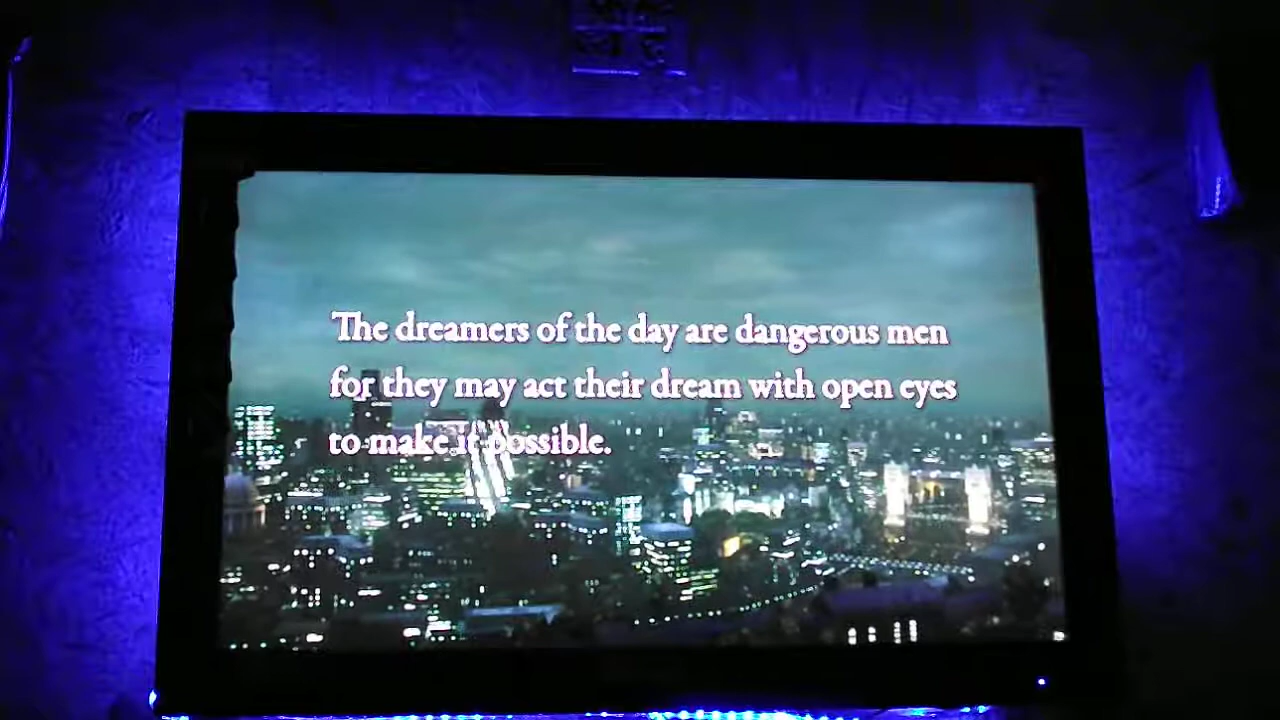 The dreamers of the day are dangerous men
for they may act their dream with open eyes
to make it possible.